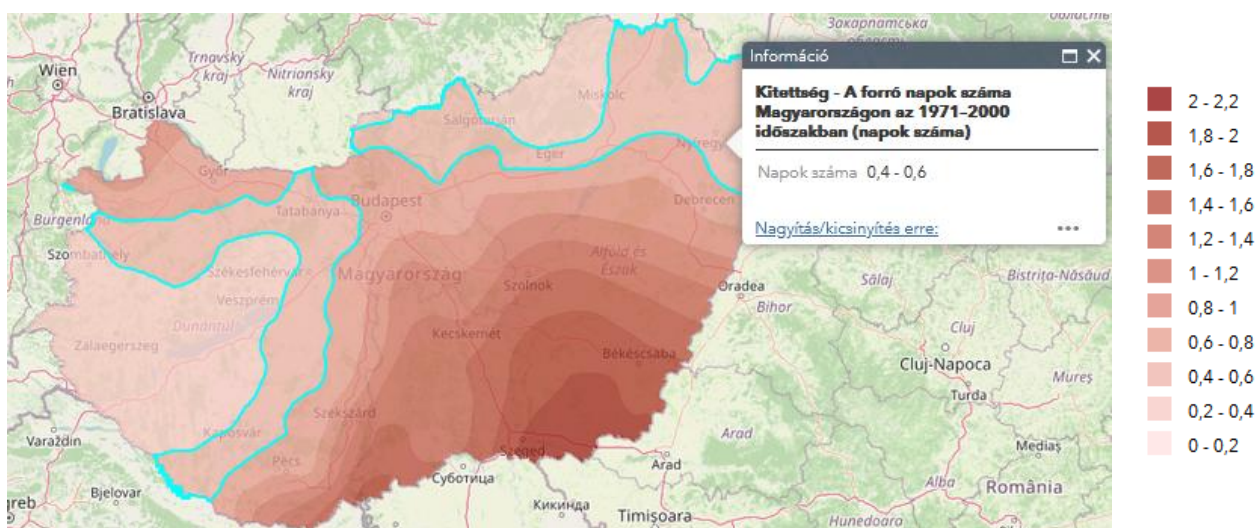 Закарпатська
область
Trnavský
kraj
Nitriansky
kraj
Wien
Bratislava
Miskolc
Salgótarján
Eger
Győr
Tatabánya
Budapest
Debrecen
Burgenland
Szombathely
Székesfehérvár
Magyarország
Alföld és
Észak
Szolnok
Veszprém
Dunántúl
Zalaegerszeg
Kecskemét
Békéscsaba
Oradea
Bihor
Sălaj
Bistrița-Năsăud
Cluj
Cluj-Napoca
Mureș
Turda
Szekszárd
Kaposvár
Pécs
Szeged
Varaždin
Bjelovar
greb
Суботица
Кикинда
Arad
Arad
Timișoara
Mediaș
Alba
România
Hunedoara
Információ
Kitettség - A forró napok száma
Magyarországon az 1971-2000
időszakban (napok száma)
Napok száma 0,4 - 0,6
Nagyítás/kicsinyítés erre:
2 - 2,2
1,8 - 2
1,6 - 1,8
1,4 - 1,6
1,2 - 1,4
1 - 1,2
0,8 - 1
0,6 - 0,8
0,4 - 0,6
0,2 - 0,4
0 - 0,2